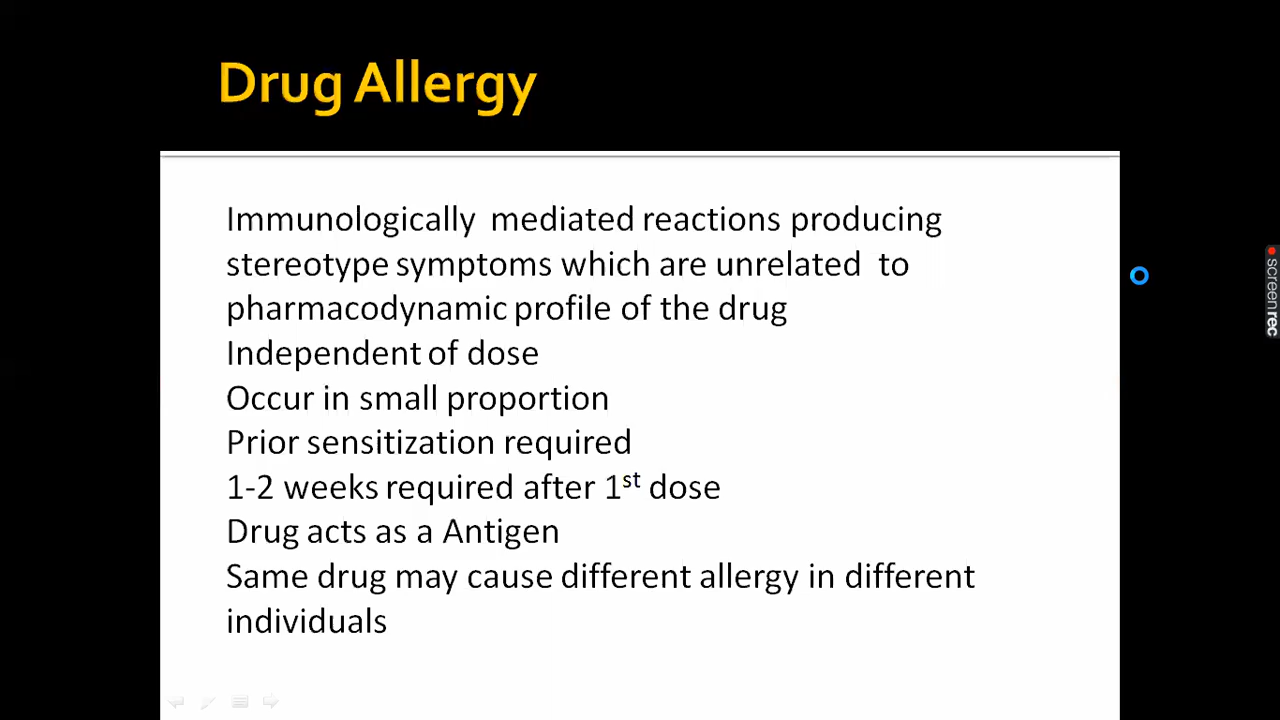 Drug Allergy
Immunologically mediated reactions producing
stereotype symptoms which are unrelated to
pharmacodynamic profile of the drug
Independent of dose
Occur in small proportion
Prior sensitization required
1-2 weeks required after 1st dose
Drug acts as a Antigen
Same drug may cause different allergy in different
individuals
screenrec